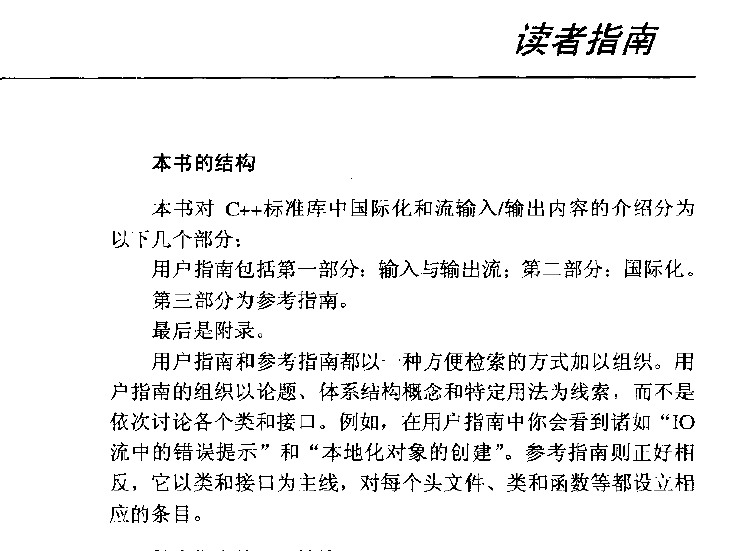 读者指南
本书的结构
本书对 C++标准库中国际化和流输入/输出内容的介绍分为
以下几个部分：
用户指南包括第一部分：输入与输出流；第二部分：国际化。
第三部分为参考指南。
最后是附录。
用户指南和参考指南都以一种方便检索的方式加以组织。用
户指南的组织以论题、体系结构概念和特定用法为线索，而不是
依次讨论各个类和接口。例如，在用户指南中你会看到诸如“IO
流中的错误提示”和“本地化对象的创建”。参考指南则正好相
反，它以类和接口为主线，对每个头文件、类和函数等都设立相
应的条目。